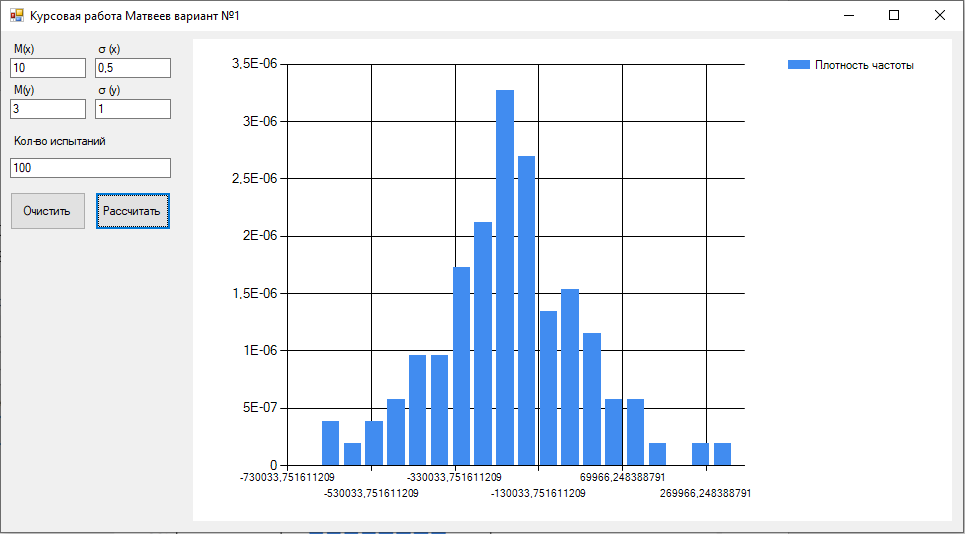 Курсовая работа Матвеев вариант №1
M(x) σ (x)
10 0,5
M(y) σ (y)
3 1
Кол-во испытаний
100
Очистить Рассчитать
3,5E-06
3E-06
2,5E-06
2E-06
1,5E-06
1E-06
5E-07
0
-730033,751611209 -330033,751611209 69966,248388791
-530033,751611209 -130033,751611209 269966,248388791
Плотность частоты